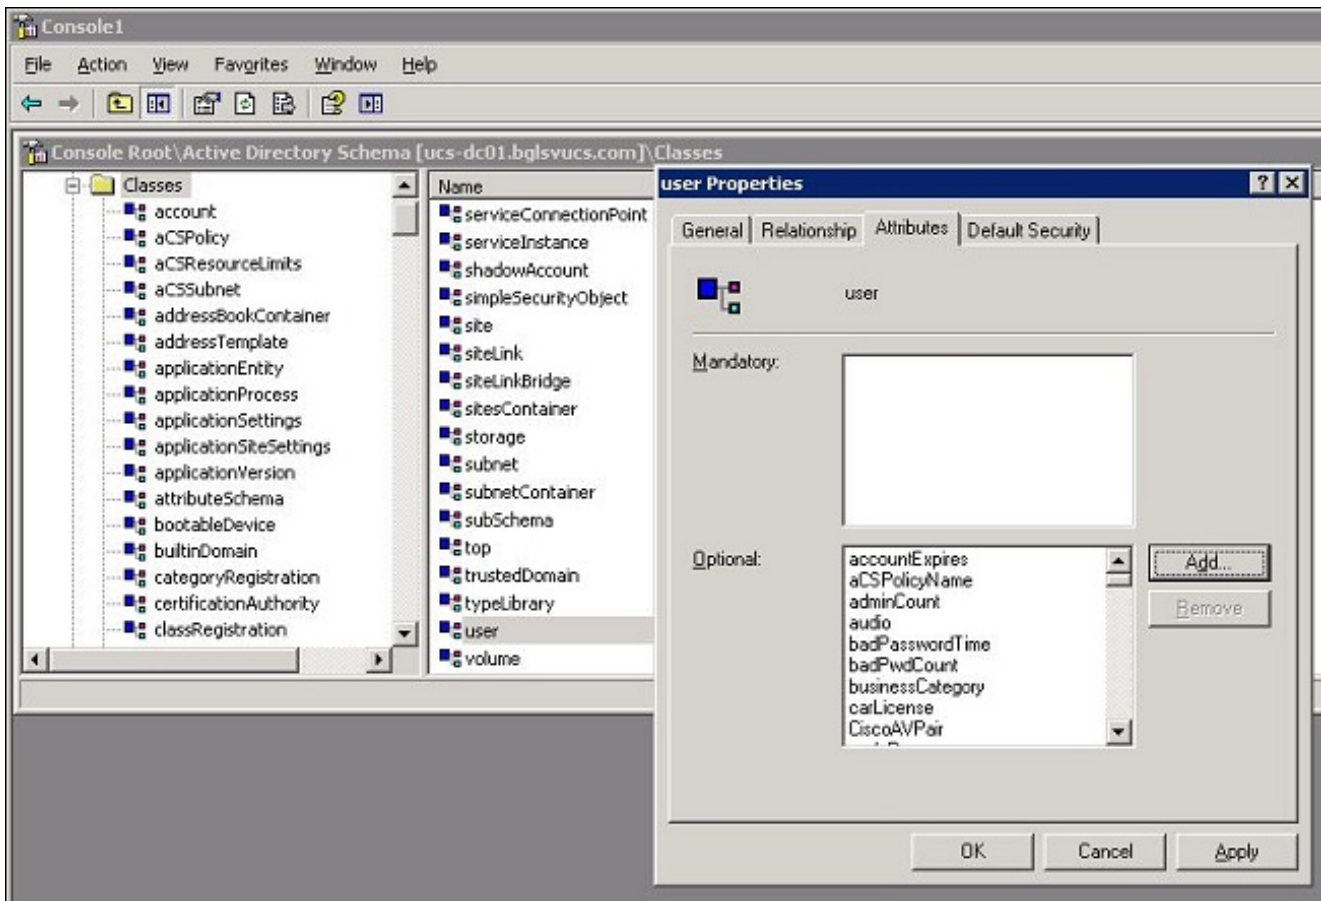 Console1
File Action View Favorites Window Help
Console Root\Active Directory Schema [ucs-dc01.bglsvucs.com]\Classes
Classes
account
aCSPolicy
aCSResourceLimits
aCSSubnet
addressBookContainer
addressTemplate
applicationEntity
applicationProcess
applicationSettings
applicationSiteSettings
applicationVersion
attributeSchema
bootableDevice
builtinDomain
categoryRegistration
certificationAuthority
classRegistration
Name
serviceConnectionPoint
serviceInstance
shadowAccount
simpleSecurityObject
site
siteLink
siteLinkBridge
sitesContainer
storage
subnet
subnetContainer
subSchema
top
trustedDomain
typeLibrary
user
volume
user Properties
General Relationship Attributes Default Security
user
Mandatory:
Optional:
accountExpires
aCSPolicyName
adminCount
audio
badPasswordTime
badPwdCount
businessCategory
carLicense
CiscoAVPair
Add...
Remove
OK Cancel Apply